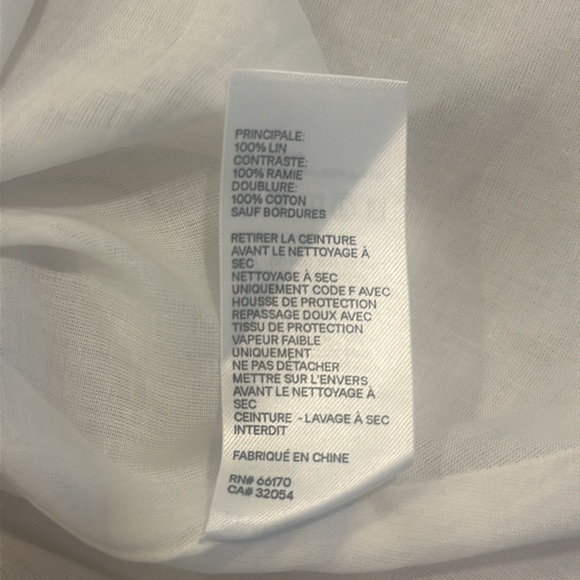 PRINCIPALE:
100% LIN
CONTRASTE:
100% RAMIE
DOUBLURE:
100% COTON
SAUF BORDURES
RETIRER LA CEINTURE
AVANT LE NETTOYAGE À
SEC
NETTOYAGE À SEC
UNIQUEMENT CODE F AVEC
HOUSSE DE PROTECTION
REPASSAGE DOUX AVEC
TISSU DE PROTECTION
VAPEUR FAIBLE
UNIQUEMENT
NE PAS DÉTACHER
METTRE SUR L'ENVERS
AVANT LE NETTOYAGE À
SEC
CEINTURE - LAVAGE À SEC
INTERDIT
FABRIQUÉ EN CHINE
RN# 66170
CA# 32054